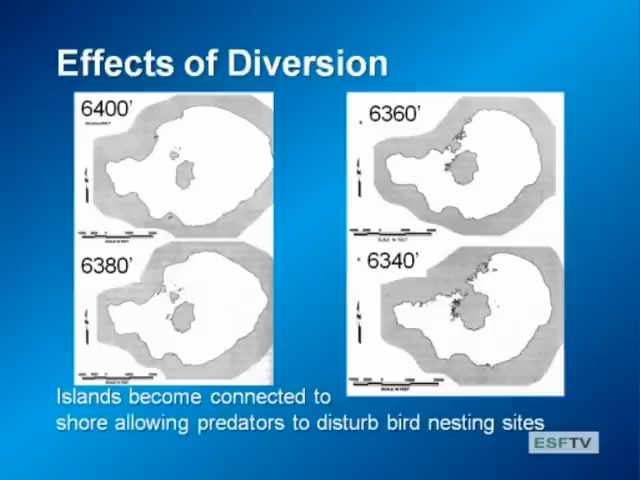 Effects of Diversion
6400'
6360'
6380'
6340'
Islands become connected to
shore allowing predators to disturb bird nesting sites
ESFTV